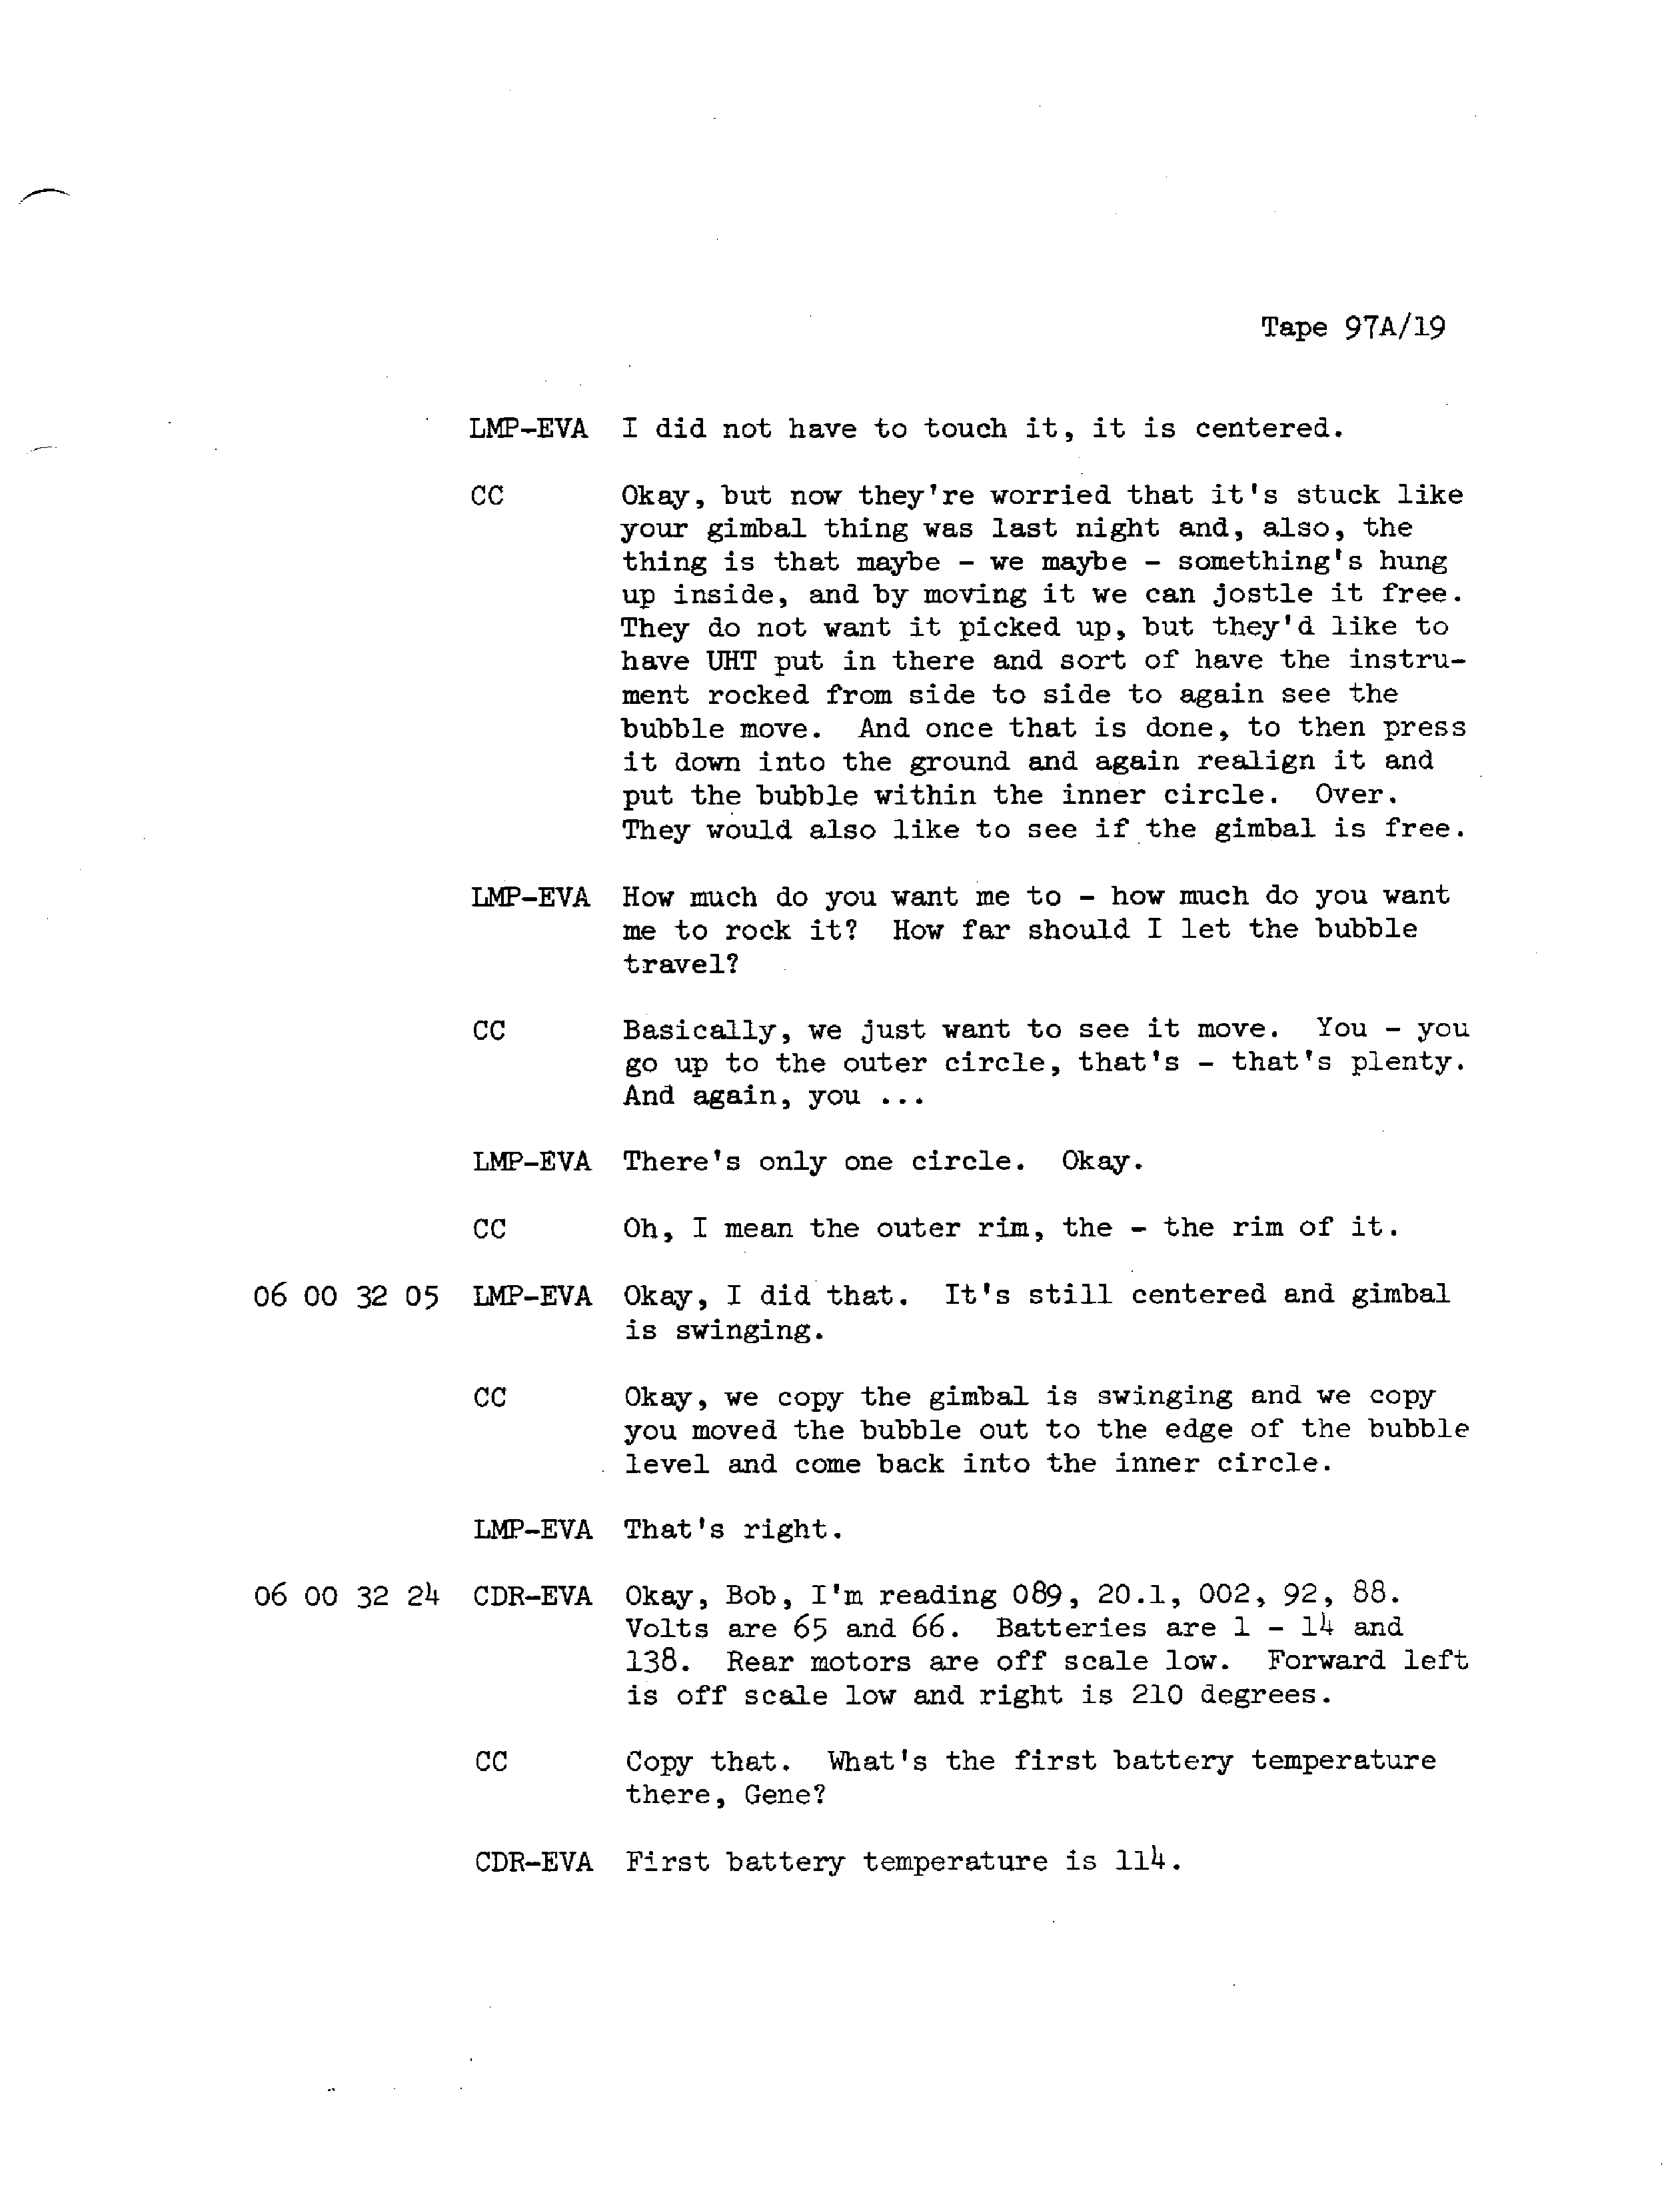 Tape 97A/19
LMP-EVA I did not have to touch it, it is centered.
CC Okay, but now they're worried that it's stuck like
your gimbal thing was last night and, also, the
thing is that maybe - we maybe - something's hung
up inside, and by moving it we can jostle it free.
They do not want it picked up, but they'd like to
have UHT put in there and sort of have the instru-
ment rocked from side to side to again see the
bubble move. And once that is done, to then press
it down into the ground and again realign it and
put the bubble within the inner circle. Over.
They would also like to see if the gimbal is free.
LMP-EVA How much do you want me to - how much do you want
me to rock it? How far should I let the bubble
travel?
CC Basically, we just want to see it move. You - you
go up to the outer circle, that's - that's plenty.
And again, you ...
LMP-EVA There's only one circle. Okay.
CC Oh, I mean the outer rim, the - the rim of it.
06 00 32 05 LMP-EVA Okay, I did that. It's still centered and gimbal
is swinging.
CC Okay, we copy the gimbal is swinging and we copy
you moved the bubble out to the edge of the bubble
level and come back into the inner circle.
LMP-EVA That's right.
06 00 32 24 CDR-EVA Okay, Bob, I'm reading 089, 20.1, 002, 92, 88.
Volts are 65 and 66. Batteries are 1 - 14 and
138. Rear motors are off scale low. Forward left
is off scale low and right is 210 degrees.
CC Copy that. What's the first battery temperature
there, Gene?
CDR-EVA First battery temperature is 114.